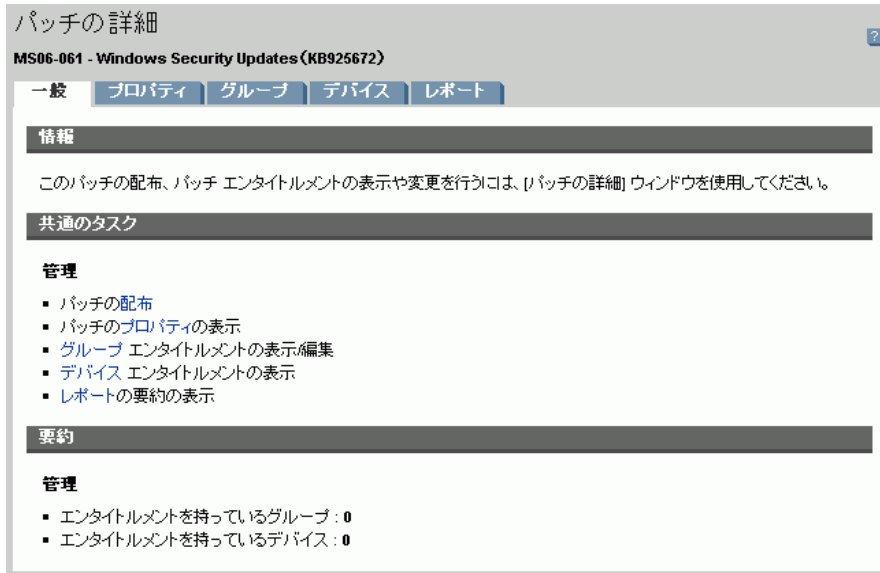 パッチの詳細
?
MS06-061 - Windows Security Updates (KB925672)
一般 プロパティ グループ デバイス レポート
情報
このパッチの配布、パッチ エンタイトルメントの表示や変更を行うには、[パッチの詳細] ウィンドウを使用してください。
共通のタスク
管理
パッチの配布
パッチのプロパティの表示
グループ エンタイトルメントの表示/編集
デバイス エンタイトルメントの表示
レポートの要約の表示
要約
管理
エンタイトルメントを持っているグループ : 0
エンタイトルメントを持っているデバイス : 0